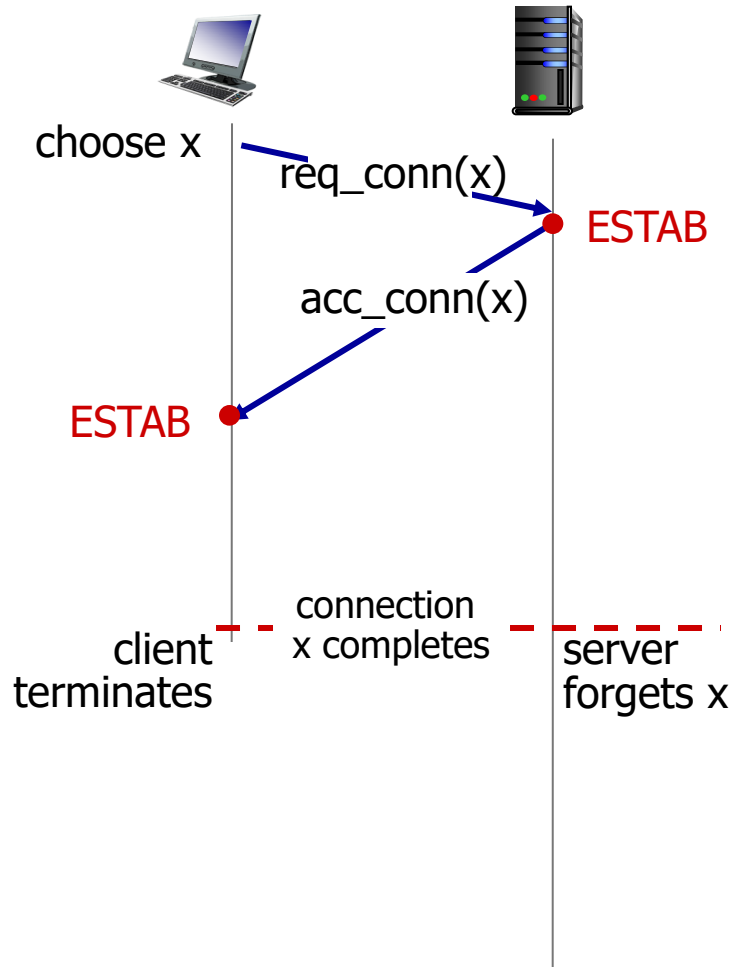 choose x
req_conn(x)
ESTAB
acc_conn(x)
ESTAB
connection
x completes
client
terminates
server
forgets x